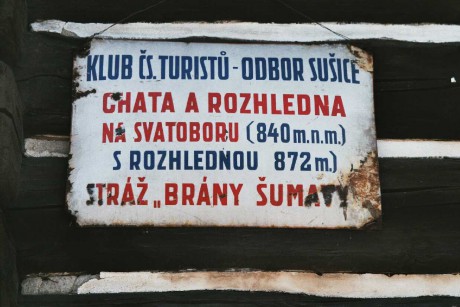 KLUB ČS. TURISTŮ - ODBOR SUŠICE
CHATA A ROZHLEDNA
NA SVATOBORU (840 m.n.m.)
S ROZHLEDNOU 872 m.)
STRÁŽ „BRÁNY ŠUMAVY